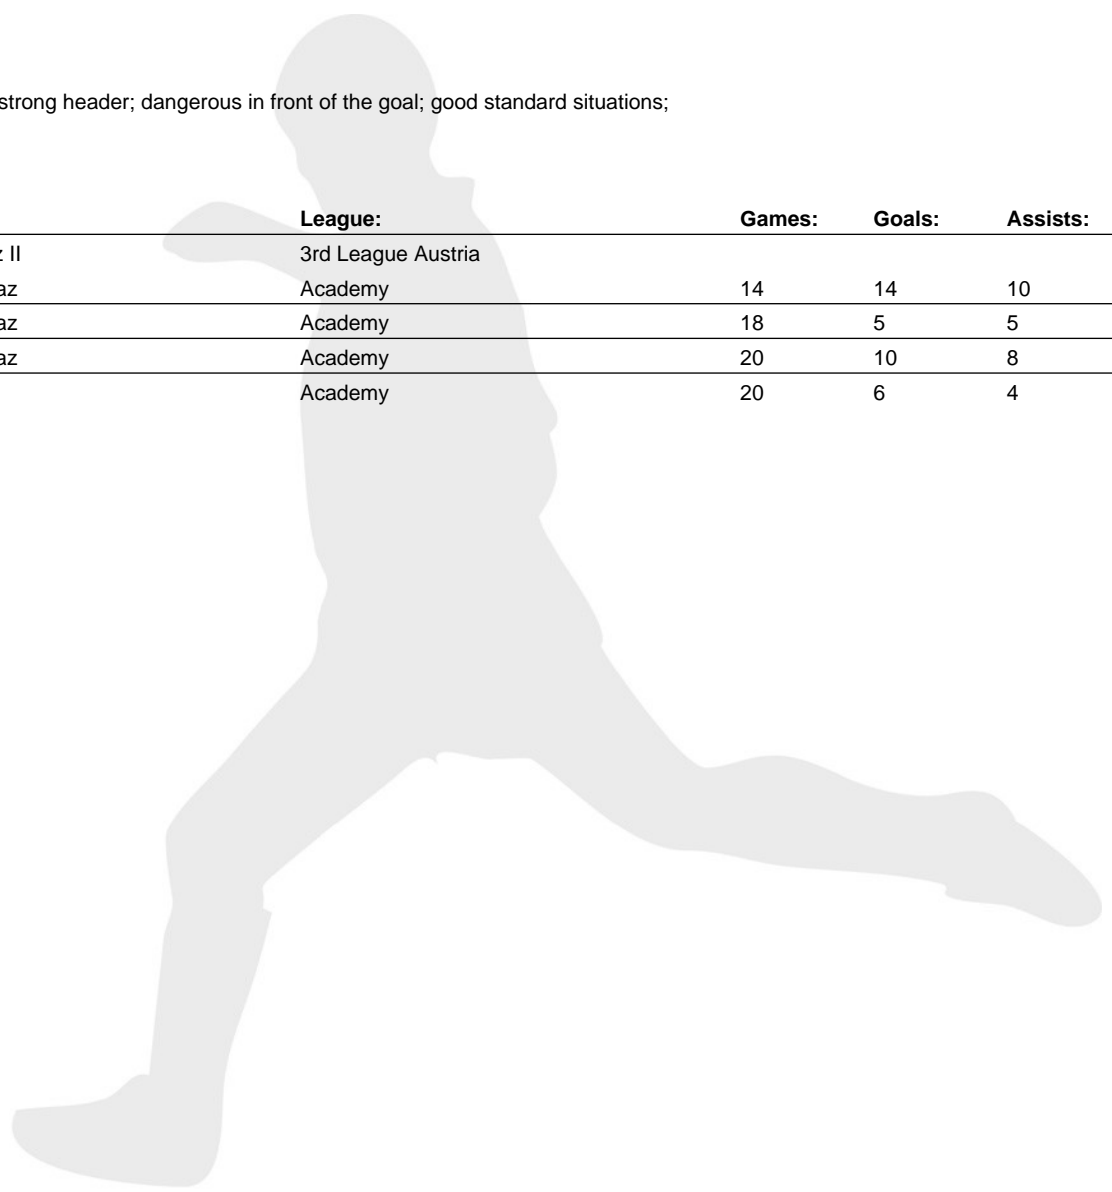 strong header; dangerous in front of the goal; good standard situations;
League: Games: Goals: Assists:
z II 3rd League Austria
az Academy 14 14 10
az Academy 18 5 5
az Academy 20 10 8
Academy 20 6 4